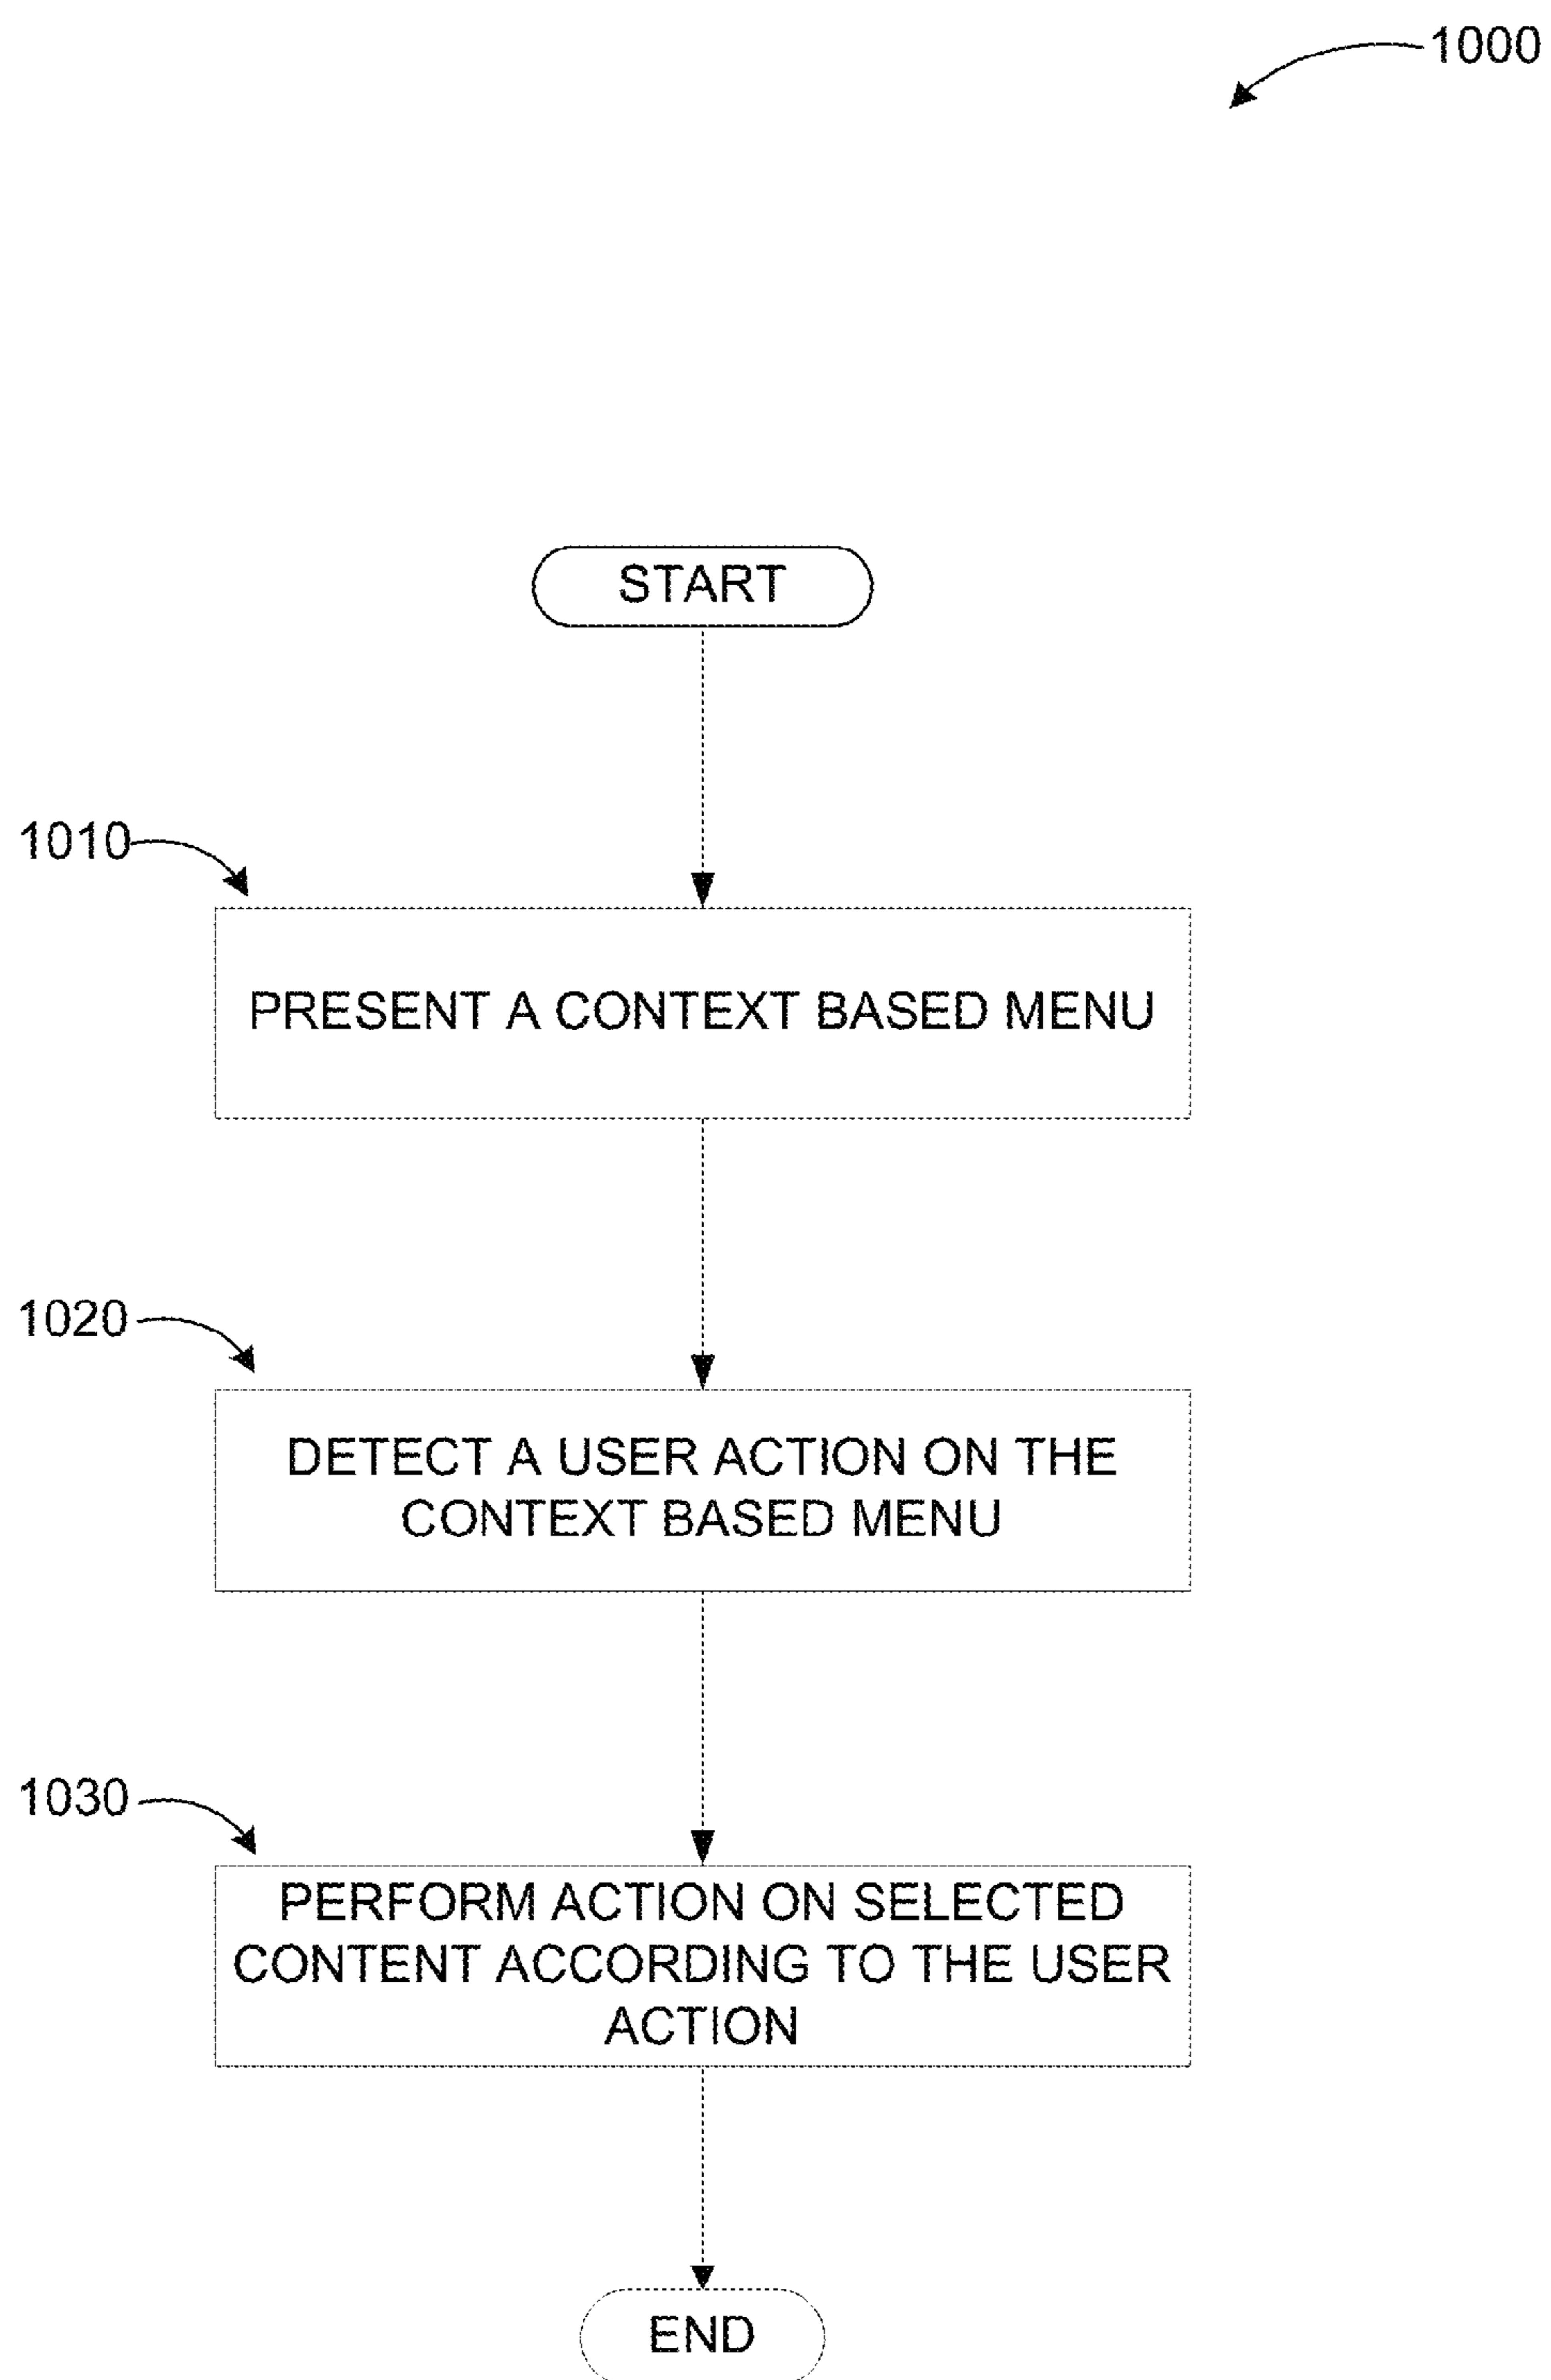 1000
START
1010
PRESENT A CONTEXT BASED MENU
1020
DETECT A USER ACTION ON THE
CONTEXT BASED MENU
1030
PERFORM ACTION ON SELECTED
CONTENT ACCORDING TO THE USER
ACTION
END